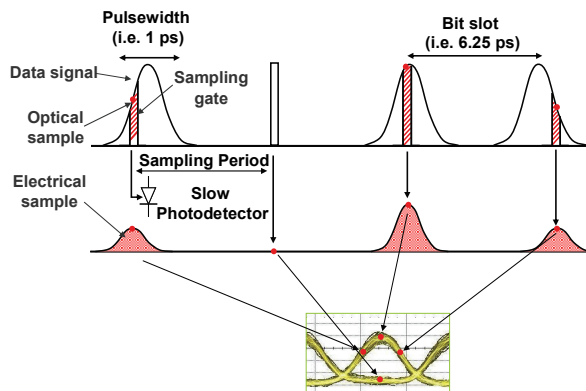 Pulsewidth
(i.e. 1 ps)
Bit slot
(i.e. 6.25 ps)
Data signal
Sampling
gate
Optical
sample
Sampling Period
Electrical
sample
Slow
Photodetector